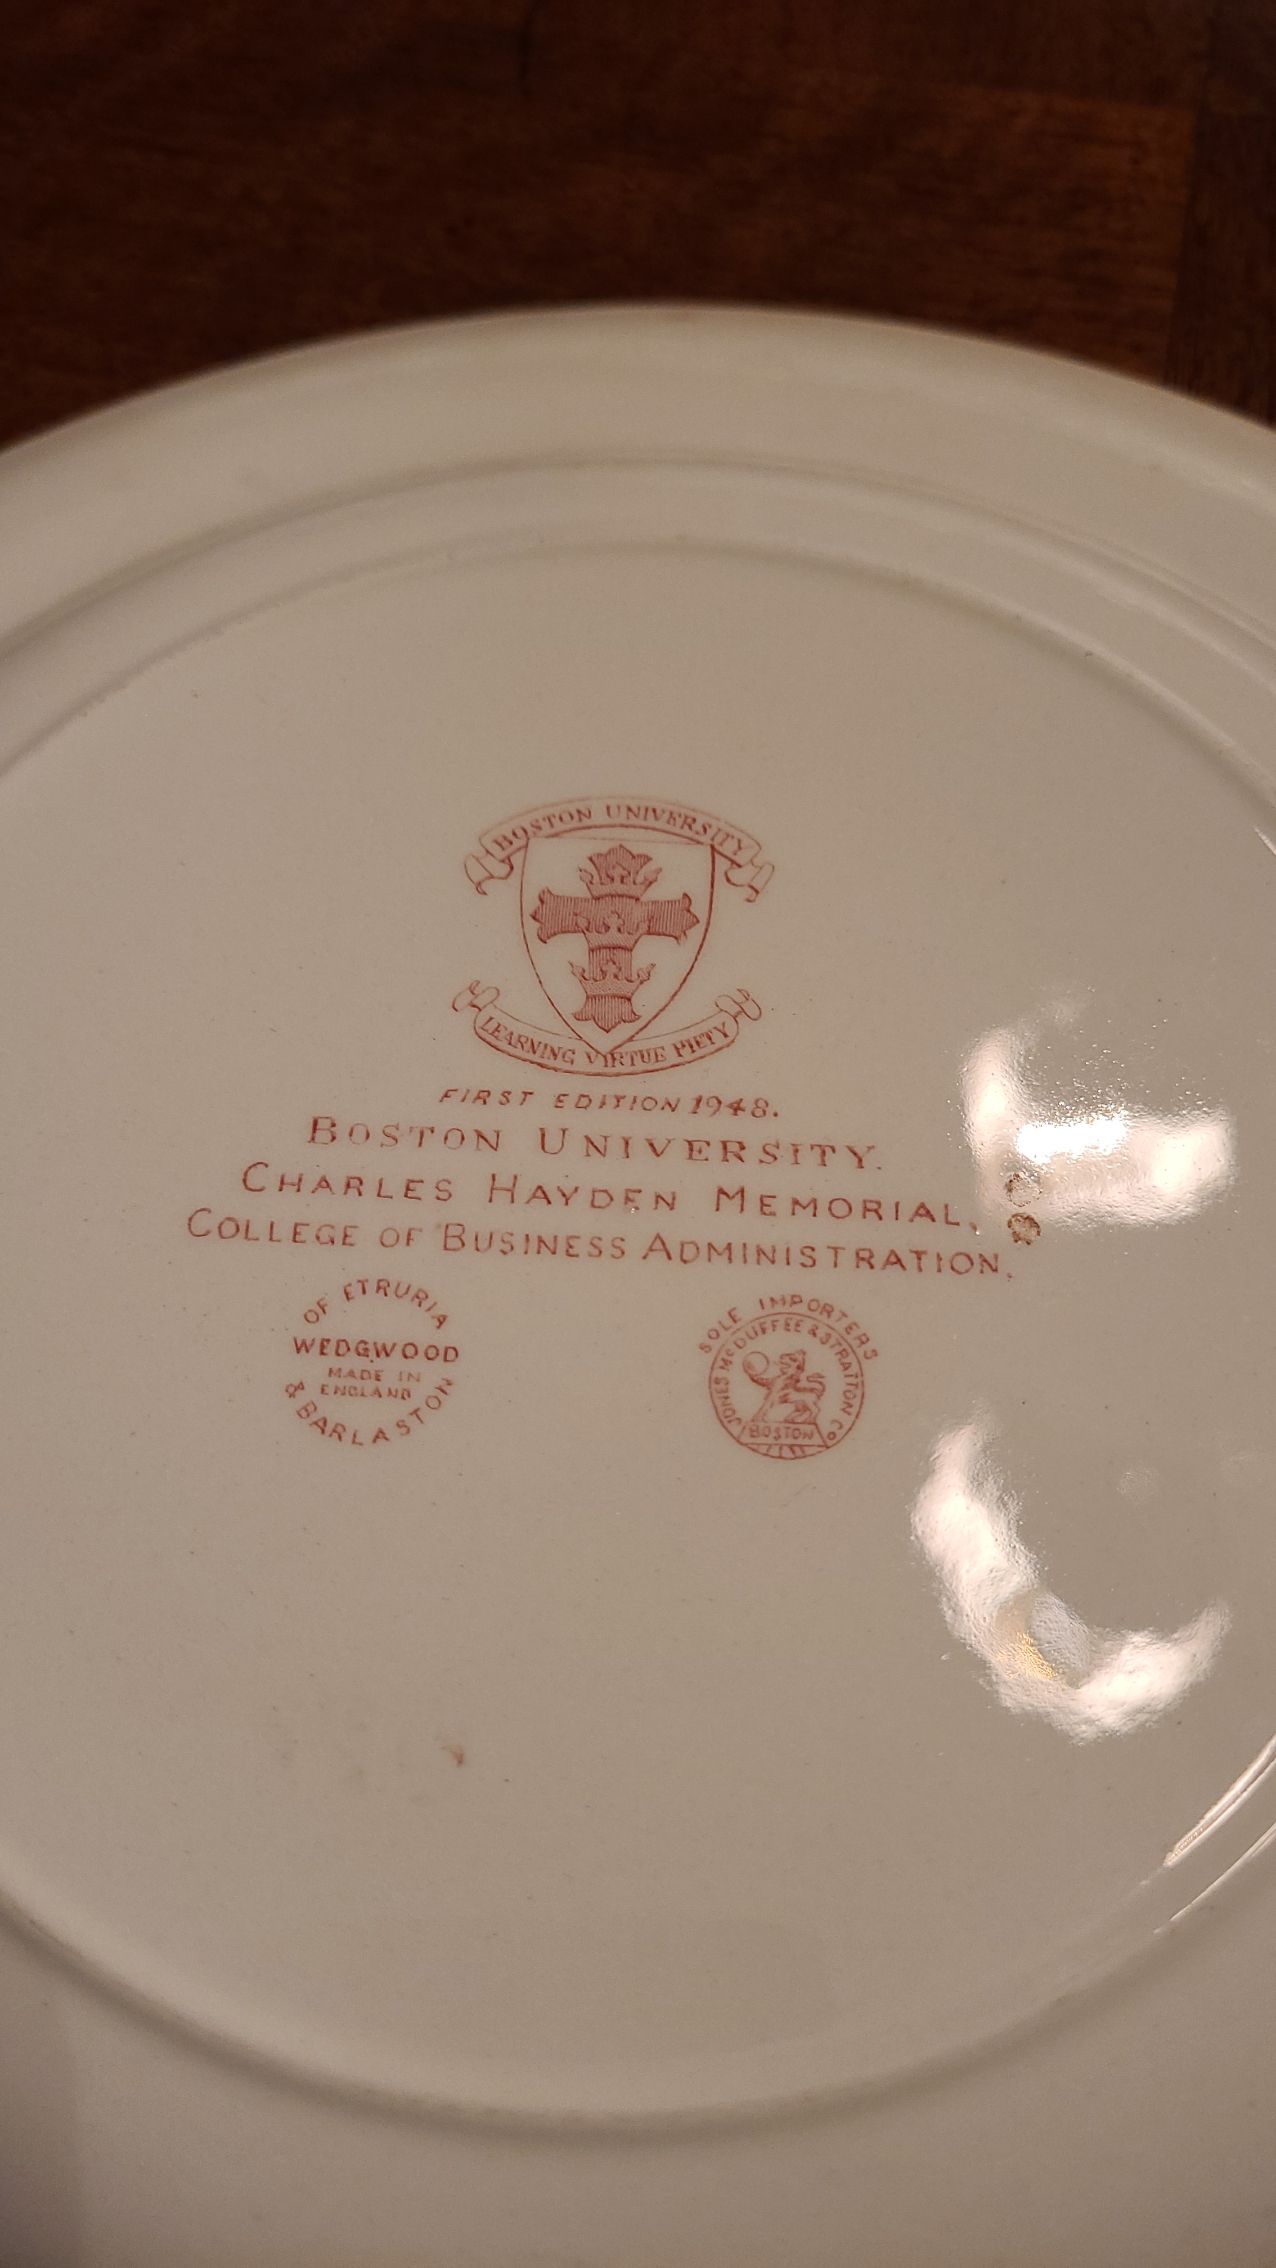 BOSTON UNIVERSITY
LEARNING VIRTUE PIETY
FIRST EDITION 1948.
BOSTON UNIVERSITY.
CHARLES HAYDEN MEMORIAL,
COLLEGE OF BUSINESS ADMINISTRATION.
OF ETRURIA
WEDGWOOD
MADE IN
ENGLAND
& BARLASTON
SOLE IMPORTERS
JONES McDUFFEE & STRATTON Co
BOSTON